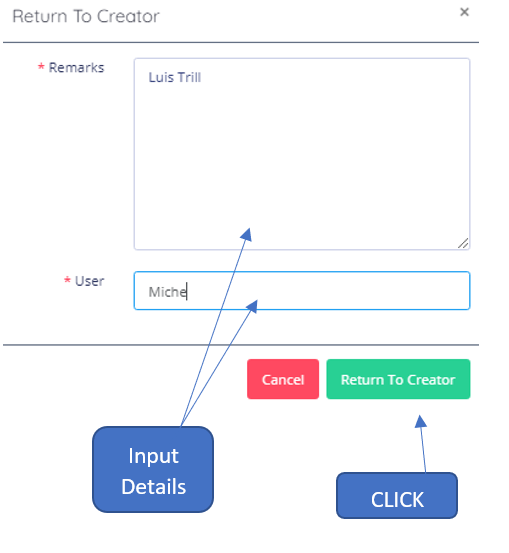 Return To Creator ×
* Remarks
Luis Trill
* User
Miche
Cancel
Return To Creator
Input
Details
CLICK